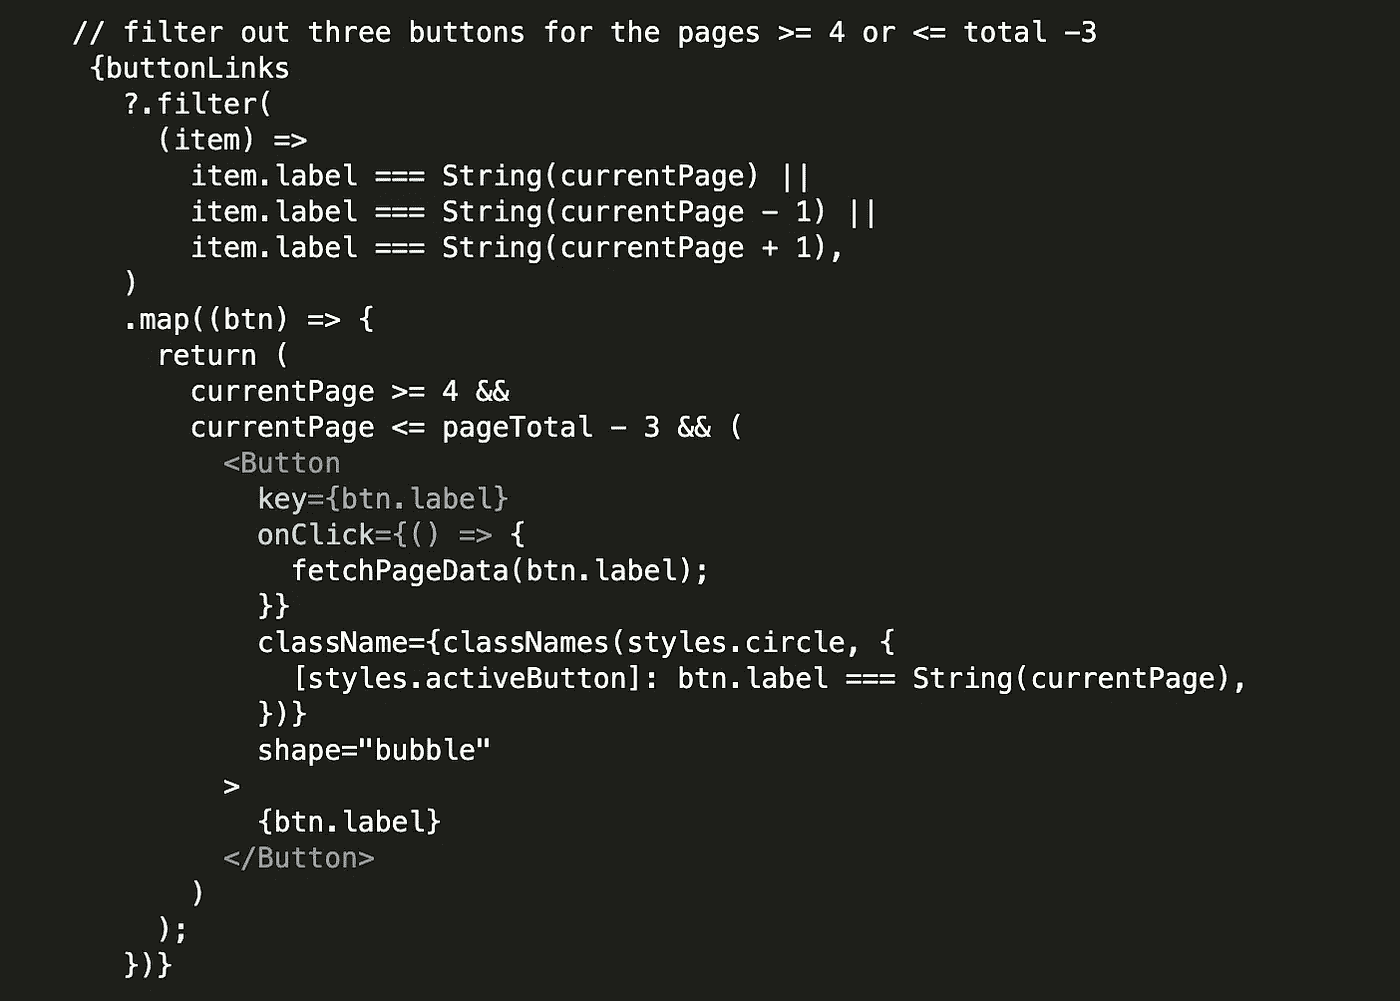 // filter out three buttons for the pages >= 4 or <= total -3
{buttonLinks
?.filter(
(item) =>
item.label === String(currentPage) ||
item.label === String(currentPage - 1) ||
item.label === String(currentPage + 1),
)
.map((btn) => {
return (
currentPage >= 4 &&
currentPage <= pageTotal - 3 && (
<Button
key={btn.label}
onClick={() => {
fetchPageData(btn.label);
}}
className={classNames(styles.circle, {
[styles.activeButton]: btn.label === String(currentPage),
})}
shape="bubble"
>
{btn.label}
</Button>
)
);
})}